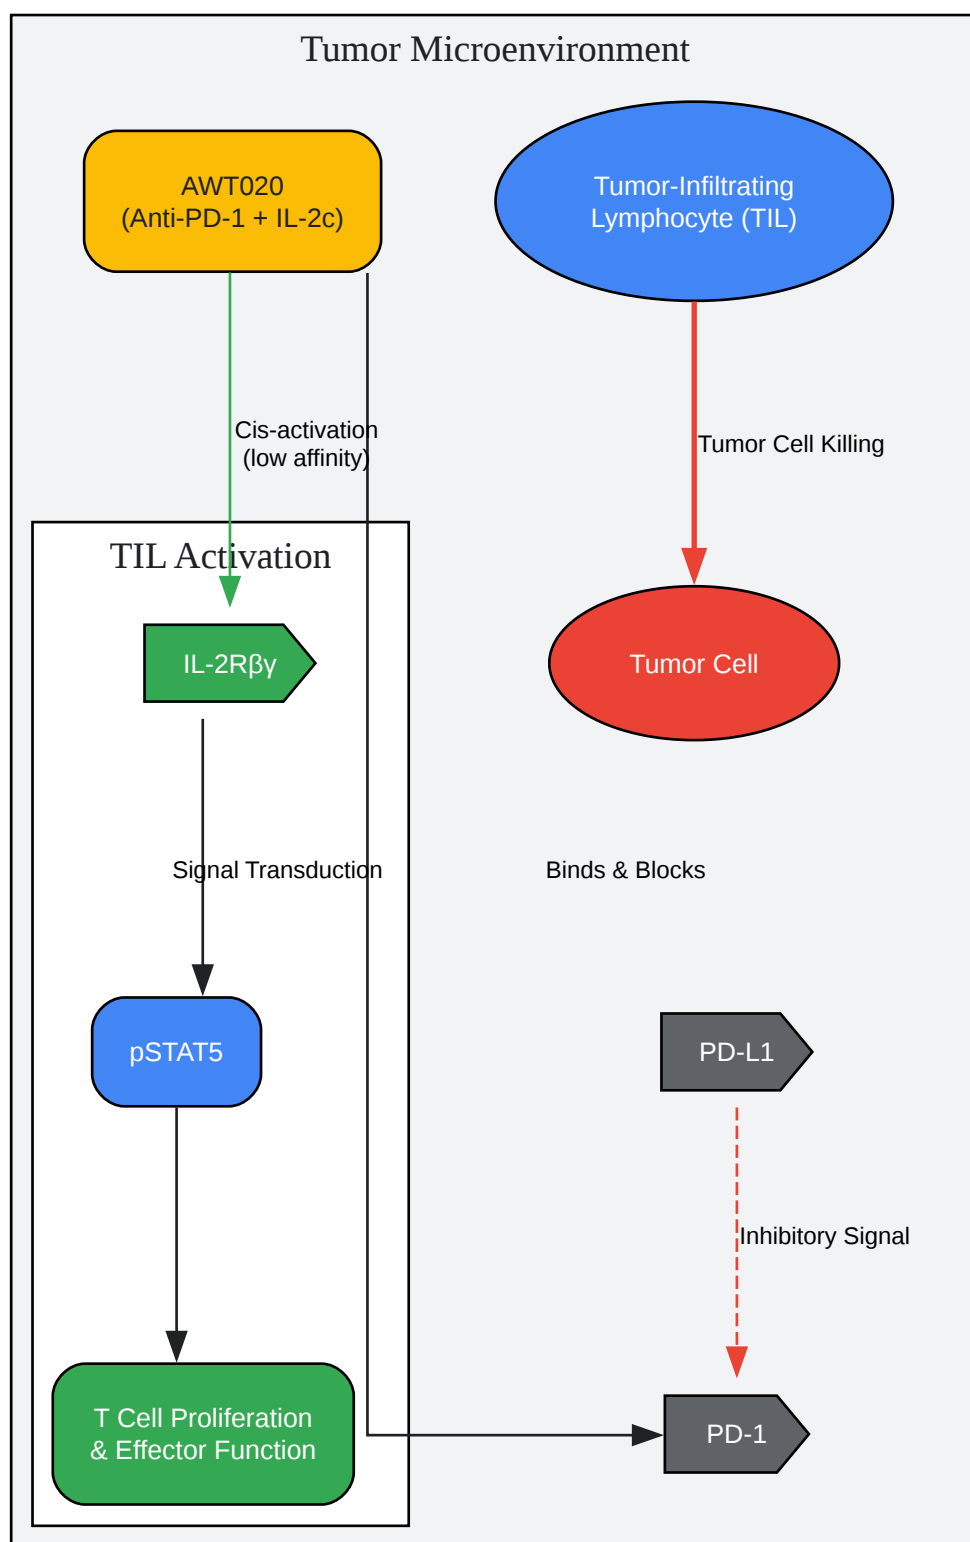 Tumor Microenvironment
AWT020
(Anti-PD-1 + IL-2c)
Tumor-Infiltrating
Lymphocyte (TIL)
Cis-activation
(low affinity)
Tumor Cell Killing
TIL Activation
IL-2Rβγ
Tumor Cell
Signal Transduction
Binds & Blocks
pSTAT5
PD-L1
Inhibitory Signal
T Cell Proliferation
& Effector Function
PD-1